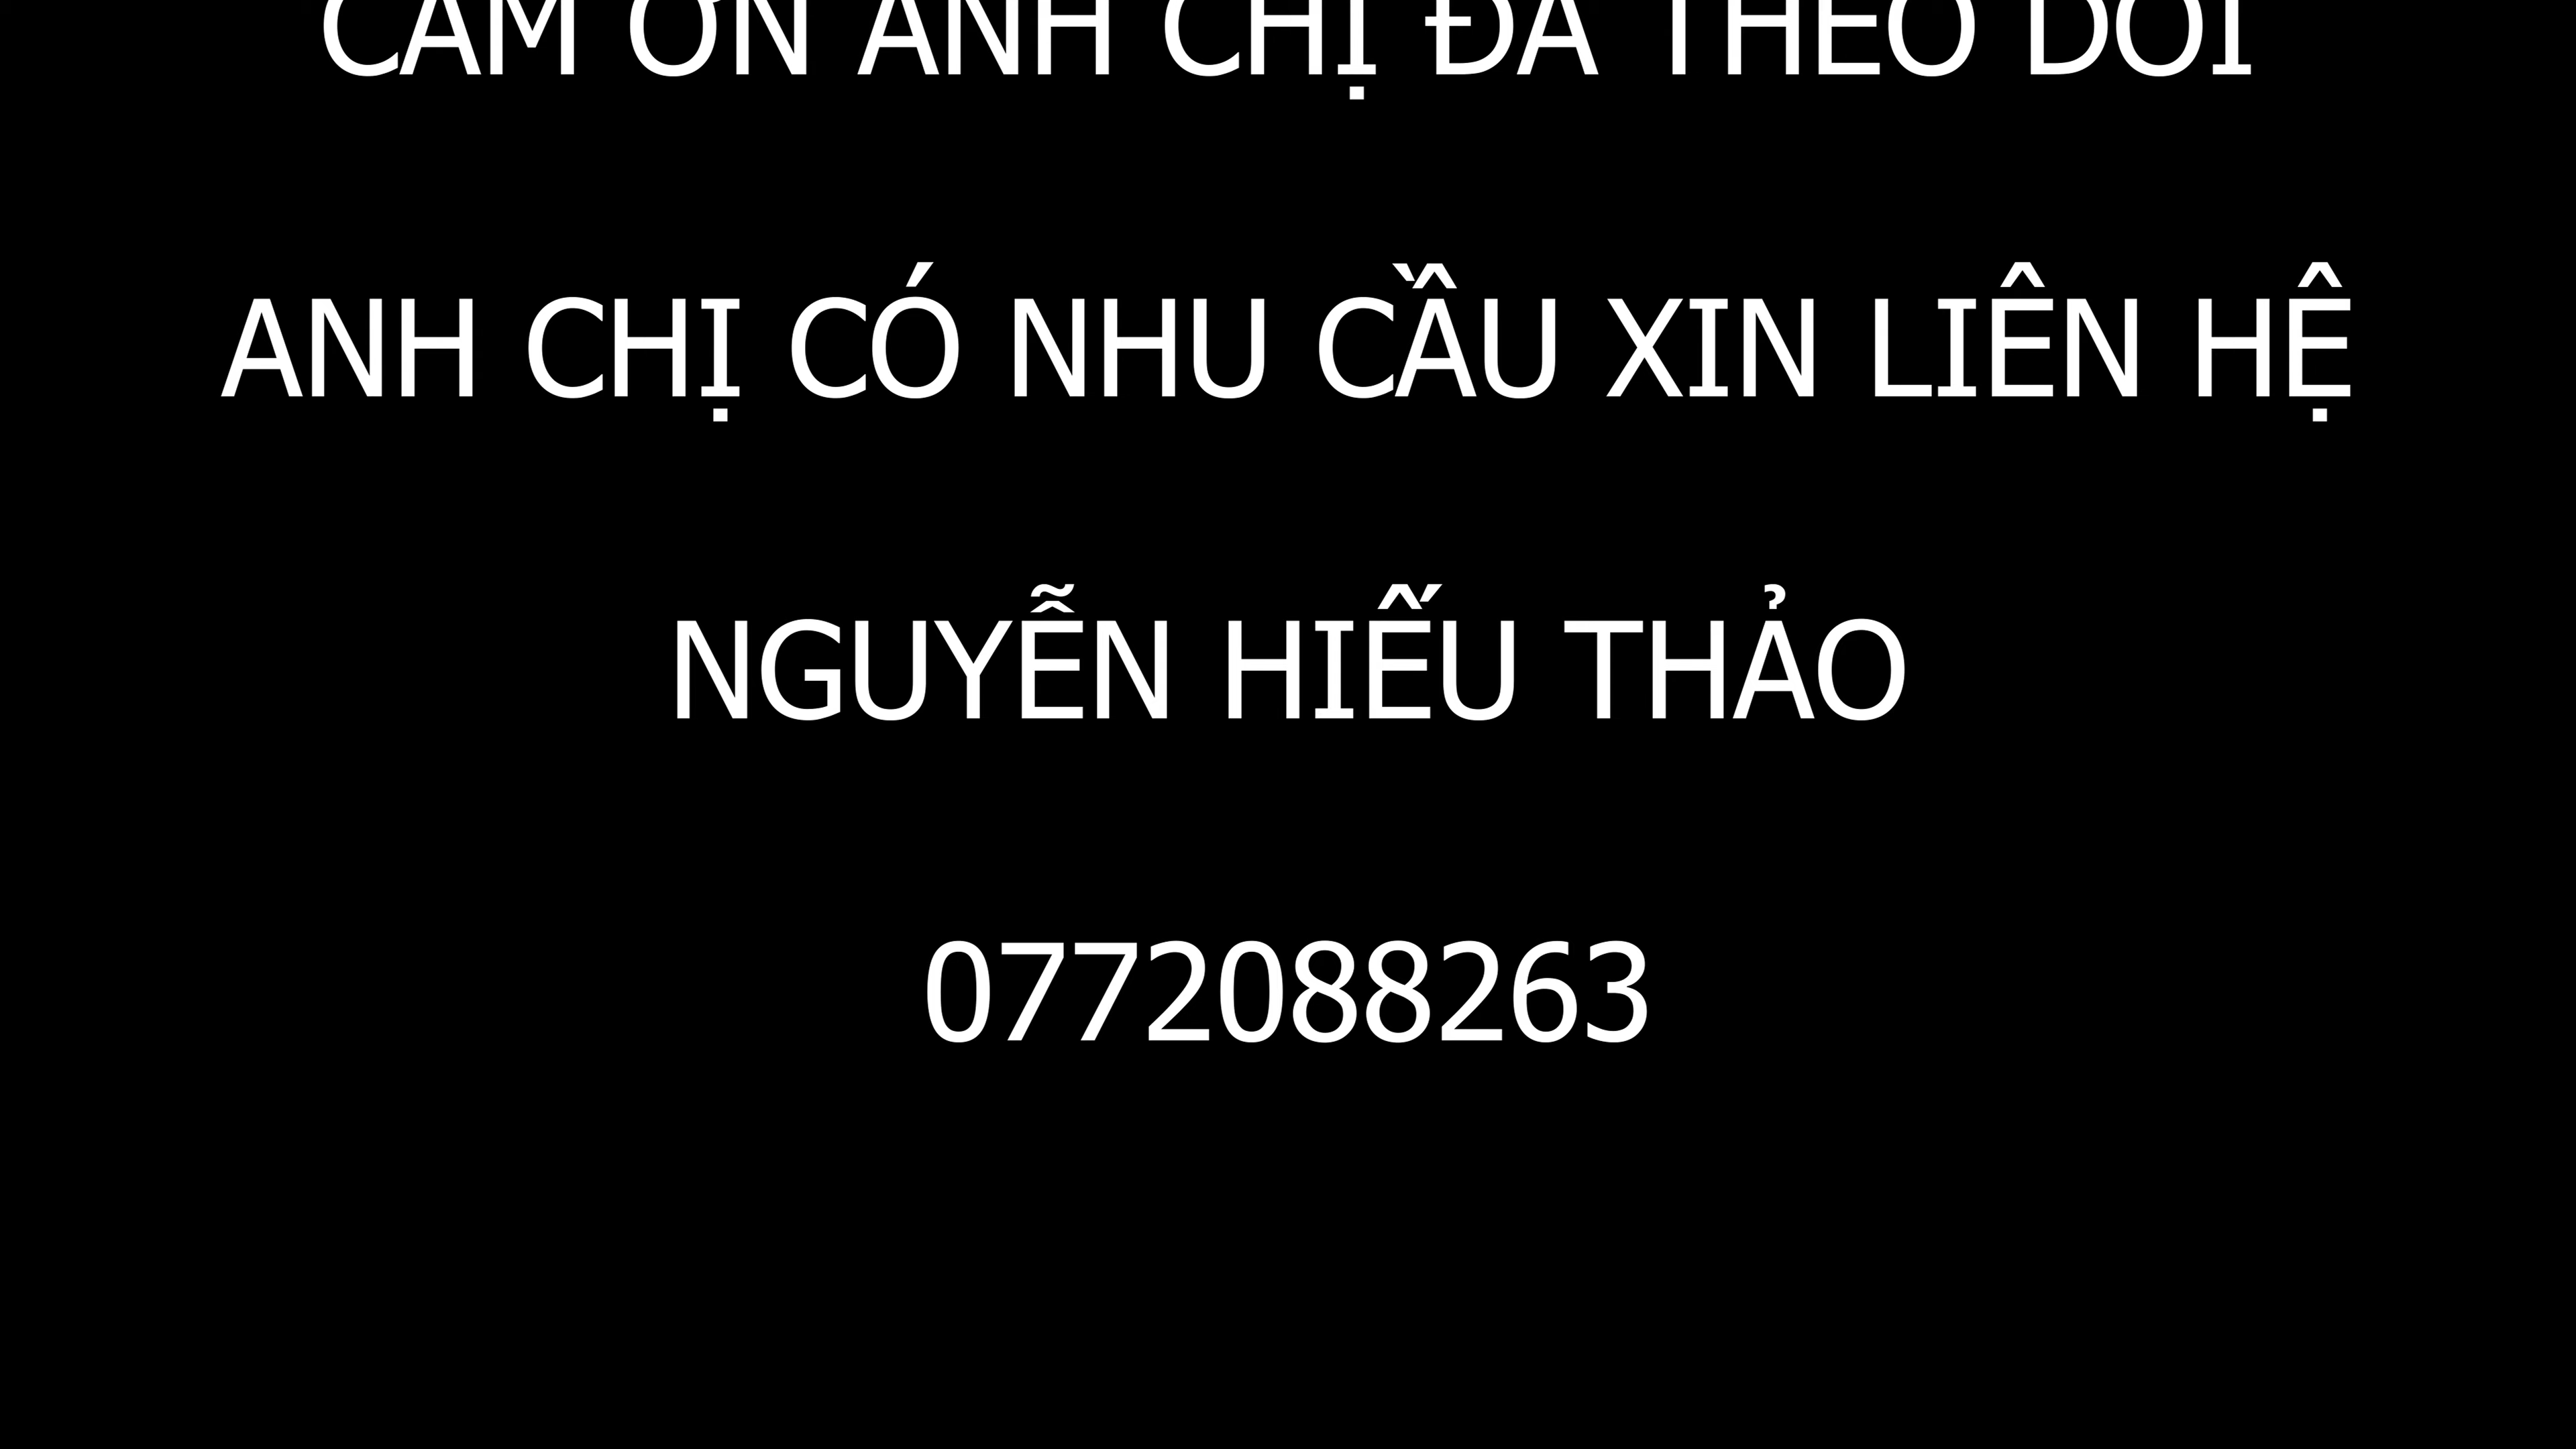 CẢM ƠN ANH CHỊ ĐÃ THEO DÕI
ANH CHỊ CÓ NHU CẦU XIN LIÊN HỆ
NGUYỄN HIẾU THẢO
0772088263